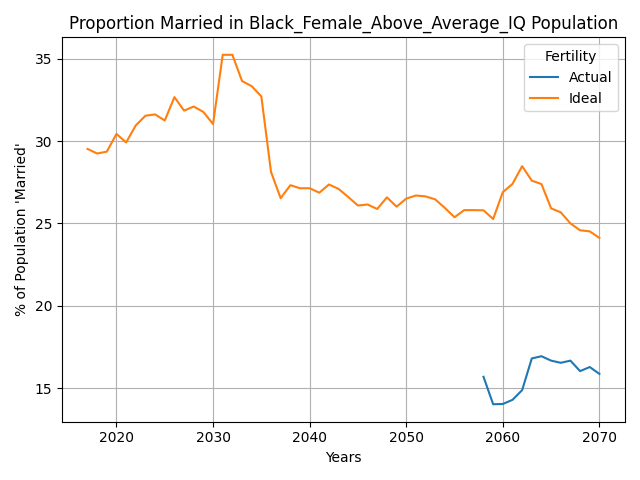 Proportion Married in Black_Female_Above_Average_IQ Population
% of Population 'Married'
35
30
25
20
15
Fertility
Actual
Ideal
2020 2030 2040 2050 2060 2070
Years